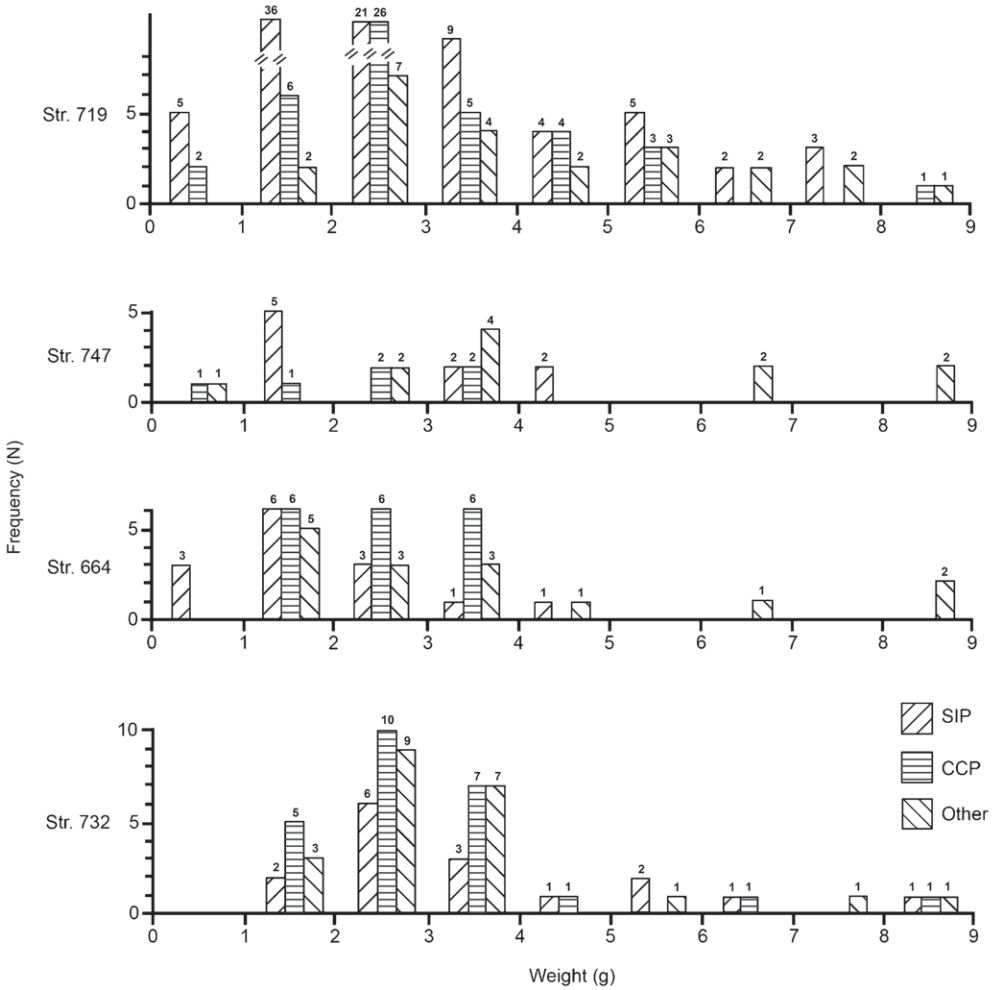 36
21 26
9
7
5 6 5 5
2 2 4 4 4 2 3 3 2 2 3 2 1 1
Str. 719
5
0
0 1 2 3 4 5 6 7 8 9
5
4
1 1 1 2 2 2 2 2 2 2
Str. 747
5
0
0 1 2 3 4 5 6 7 8 9
Frequency (N)
6 6 5 6 6
3 3 3 1 3 1 1 1 2
Str. 664
5
0
0 1 2 3 4 5 6 7 8 9
10
9
6 7 7
5
2 3 3 1 1 2 1 1 1 1 1 1 1
Str. 732
10
5
0
0 1 2 3 4 5 6 7 8 9
SIP
CCP
Other
Weight (g)